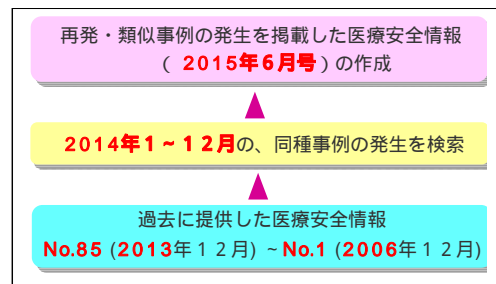 再発・類似事例の発生を掲載した医療安全情報
( 2015年６月号 ) の作成
2014年１～１２月の、同種事例の発生を検索
過去に提供した医療安全情報
No.85 (2013年１２月) ～No.1 (2006年１２月)